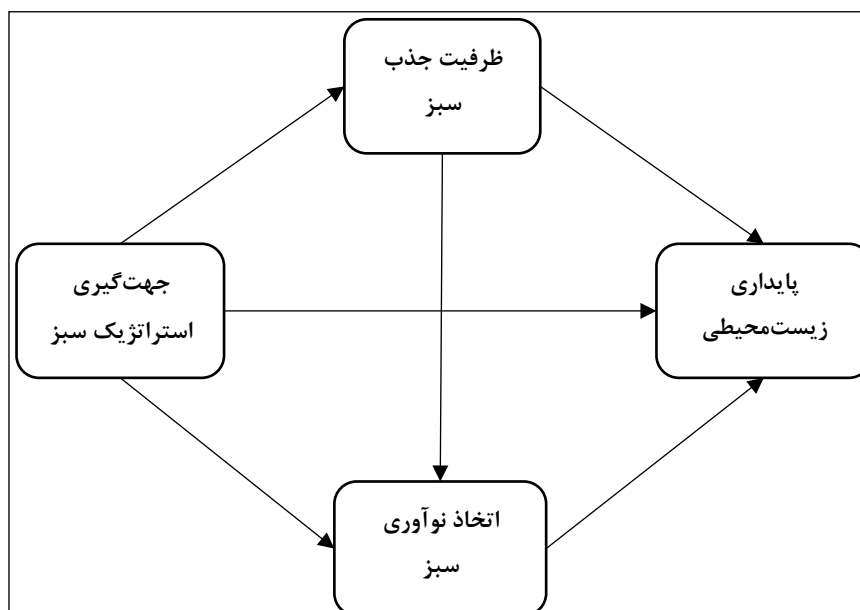 ظرفیت جذب
سبز
جهت‌گیری
استراتژیک سبز
پایداری
زیست‌محیطی
اتخاذ نوآوری
سبز